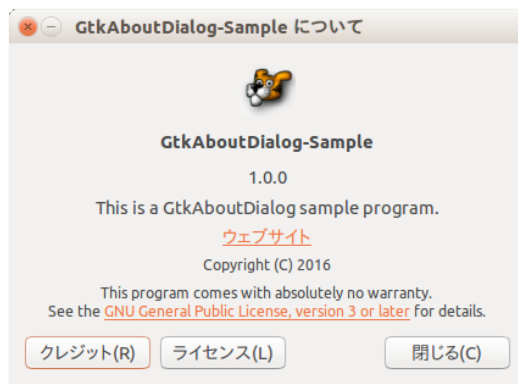 GtkAboutDialog-Sample について
GtkAboutDialog-Sample
1.0.0
This is a GtkAboutDialog sample program.
ウェブサイト
Copyright (C) 2016
This program comes with absolutely no warranty.
See the GNU General Public License, version 3 or later for details.
クレジット(R) ライセンス(L) 閉じる(C)